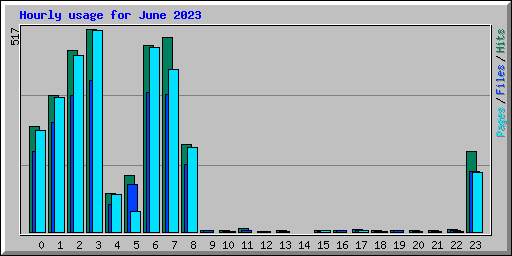 Hourly usage for June 2023
517
Pages/Files/Hits
0 1 2 3 4 5 6 7 8 9 10 11 12 13 14 15 16 17 18 19 20 21 22 23